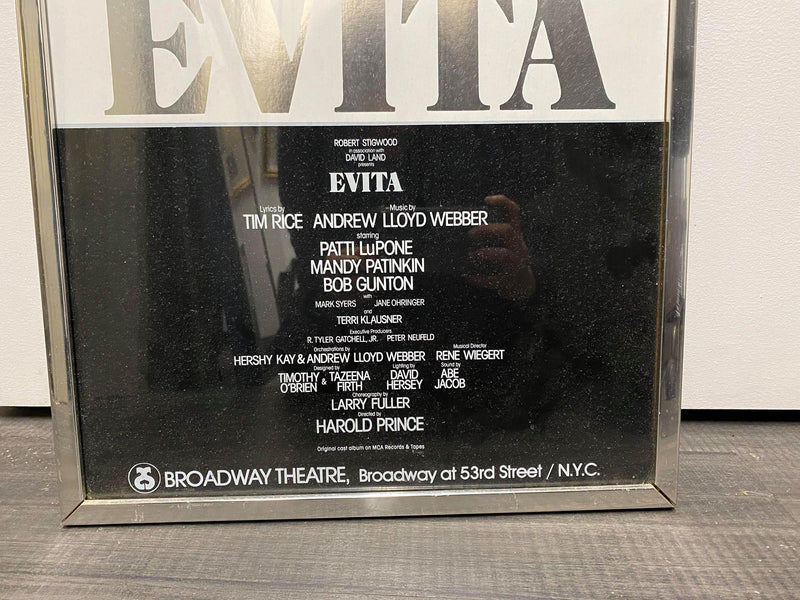 EVITA
ROBERT STIGWOOD
in association with
DAVID LAND
presents
EVITA
Lyrics by Music by
TIM RICE ANDREW LLOYD WEBBER
starring
PATTI LuPONE
MANDY PATINKIN
BOB GUNTON
with
MARK SYERS JANE OHRINGER
and
TERRI KLAUSNER
Executive Producers
R. TYLER GATCHELL, JR. PETER NEUFELD
Orchestrations by Musical Director
HERSHY KAY & ANDREW LLOYD WEBBER RENE WIEGERT
Designed by Lighting by Sound by
TIMOTHY & TAZEENA DAVID ABE
O'BRIEN FIRTH HERSEY JACOB
Choreography by
LARRY FULLER
Directed by
HAROLD PRINCE
Original cast album on MCA Records & Tapes
BROADWAY THEATRE, Broadway at 53rd Street / N.Y.C.